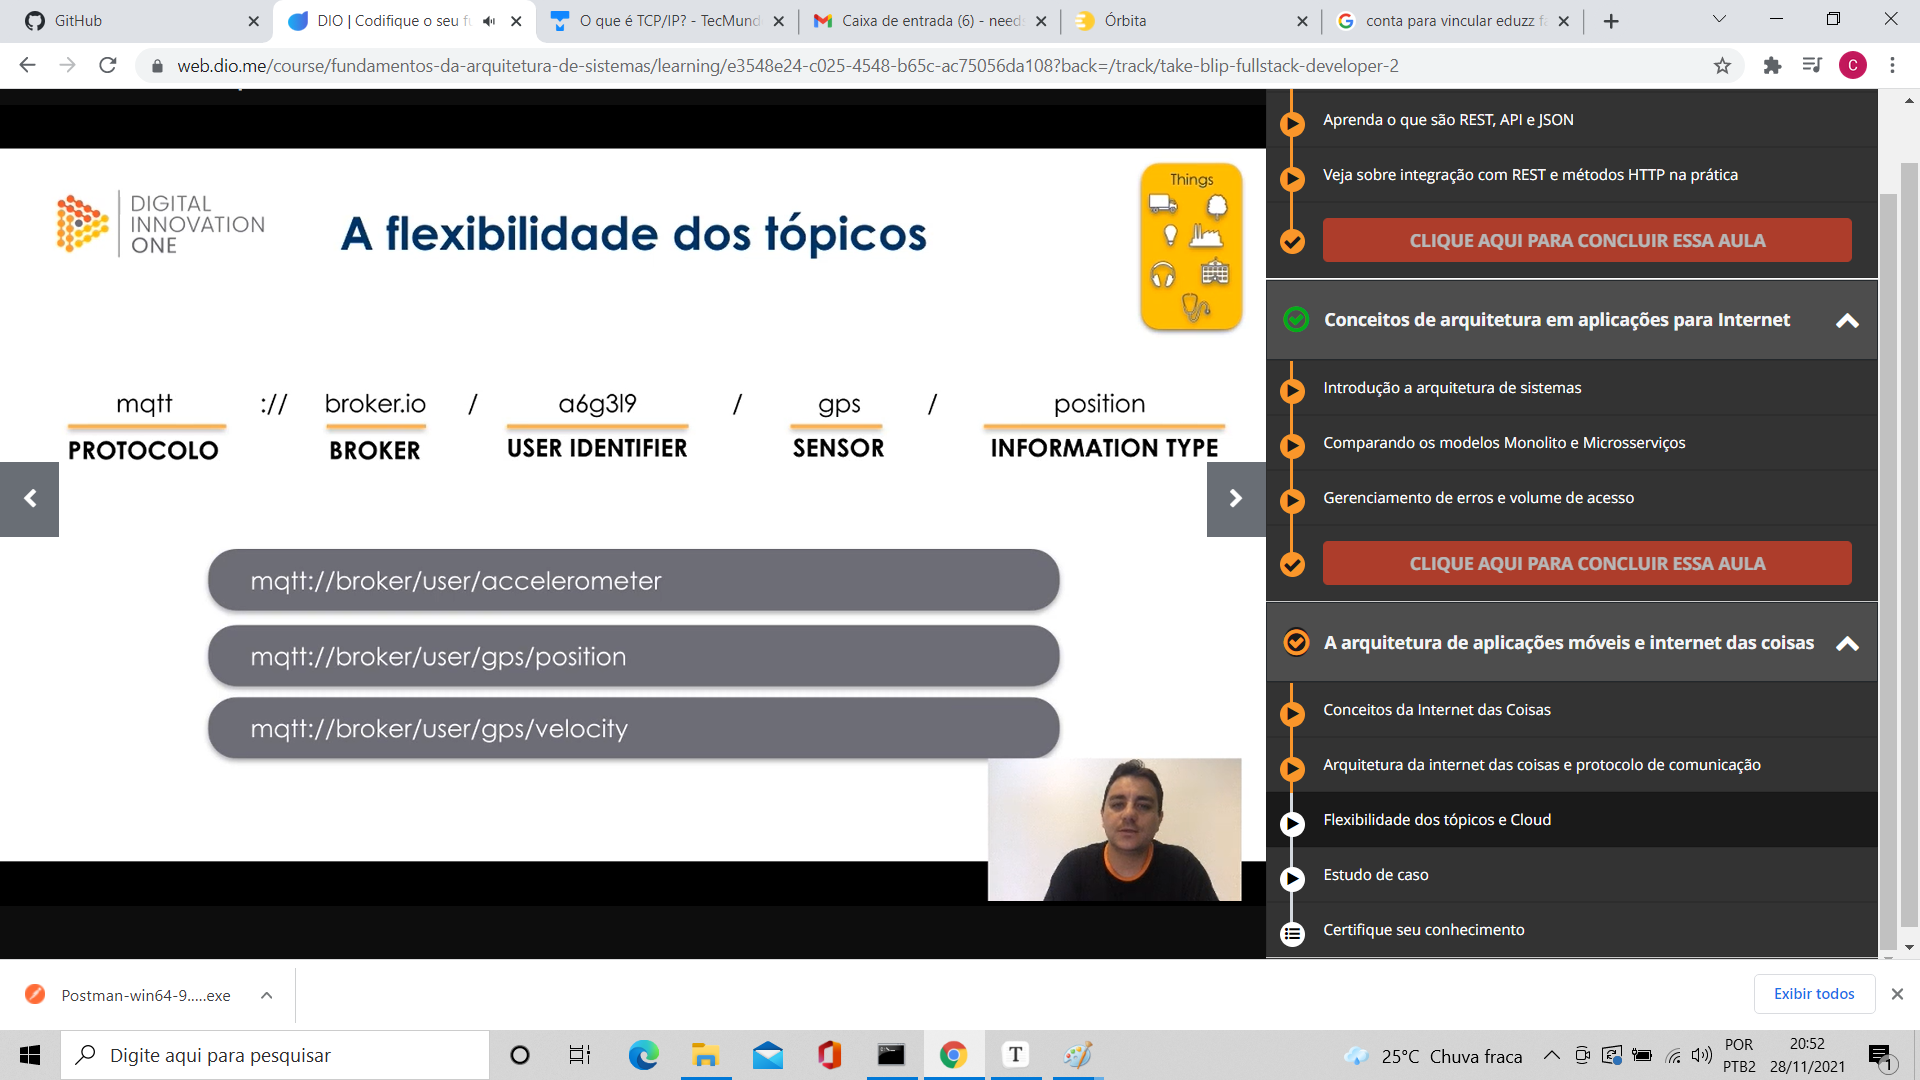 GitHub
DIO | Codifique o seu f
O que é TCP/IP? - TecMund
Caixa de entrada (6) - need
Órbita
conta para vincular eduzz f
web.dio.me/course/fundamentos-da-arquitetura-de-sistemas/learning/e3548e24-c025-4548-b65c-ac75056da108?back=/track/take-blip-fullstack-developer-2
C
DIGITAL
INNOVATION
ONE
A flexibilidade dos tópicos
Things
mqtt :// broker.io / a6g3l9 / gps / position
PROTOCOLO BROKER USER IDENTIFIER SENSOR INFORMATION TYPE
mqtt://broker/user/accelerometer
mqtt://broker/user/gps/position
mqtt://broker/user/gps/velocity
Aprenda o que são REST, API e JSON
Veja sobre integração com REST e métodos HTTP na prática
CLIQUE AQUI PARA CONCLUIR ESSA AULA
Conceitos de arquitetura em aplicações para Internet
Introdução a arquitetura de sistemas
Comparando os modelos Monolito e Microsserviços
Gerenciamento de erros e volume de acesso
CLIQUE AQUI PARA CONCLUIR ESSA AULA
A arquitetura de aplicações móveis e internet das coisas
Conceitos da Internet das Coisas
Arquitetura da internet das coisas e protocolo de comunicação
Flexibilidade dos tópicos e Cloud
Estudo de caso
Certifique seu conhecimento
Postman-win64-9.....exe
Exibir todos
Digite aqui para pesquisar
T
25°C Chuva fraca
POR
PTB2
20:52
28/11/2021
1